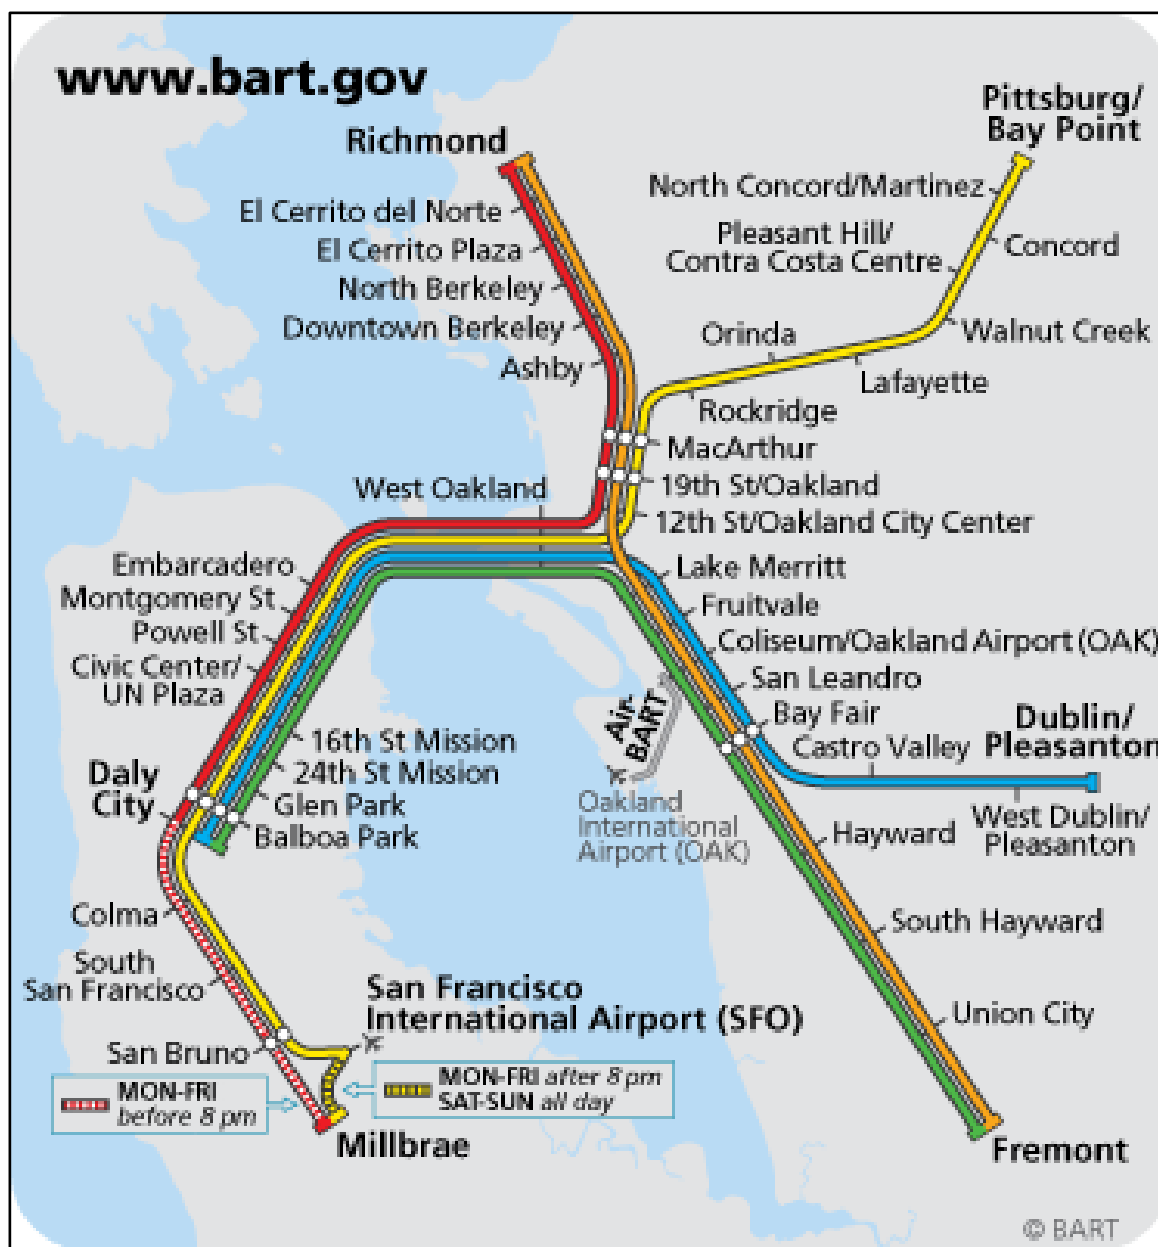 www.bart.gov
Pittsburg/
Bay Point
Richmond
North Concord/Martinez
El Cerrito del Norte
Pleasant Hill/
Contra Costa Centre
Concord
El Cerrito Plaza
North Berkeley
Downtown Berkeley
Orinda
Walnut Creek
Ashby
Lafayette
Rockridge
MacArthur
West Oakland
19th St/Oakland
12th St/Oakland City Center
Embarcadero
Lake Merritt
Montgomery St
Fruitvale
Powell St
Coliseum/Oakland Airport (OAK)
Civic Center/
UN Plaza
San Leandro
Air-
BART
Bay Fair
Dublin/
Pleasanton
16th St Mission
Castro Valley
24th St Mission
Daly
City
Glen Park
Oakland
International
Airport (OAK)
Balboa Park
Hayward
West Dublin/
Pleasanton
Colma
South Hayward
South
San Francisco
San Francisco
International Airport (SFO)
Union City
San Bruno
MON-FRI
before 8 pm
MON-FRI after 8 pm
SAT-SUN all day
Millbrae
Fremont
© BART